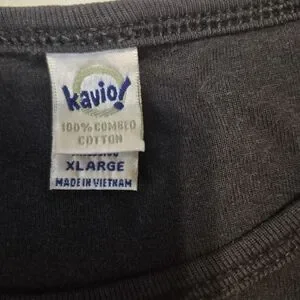 kavio!
100% COMBED
COTTON
XLARGE
MADE IN VIETNAM